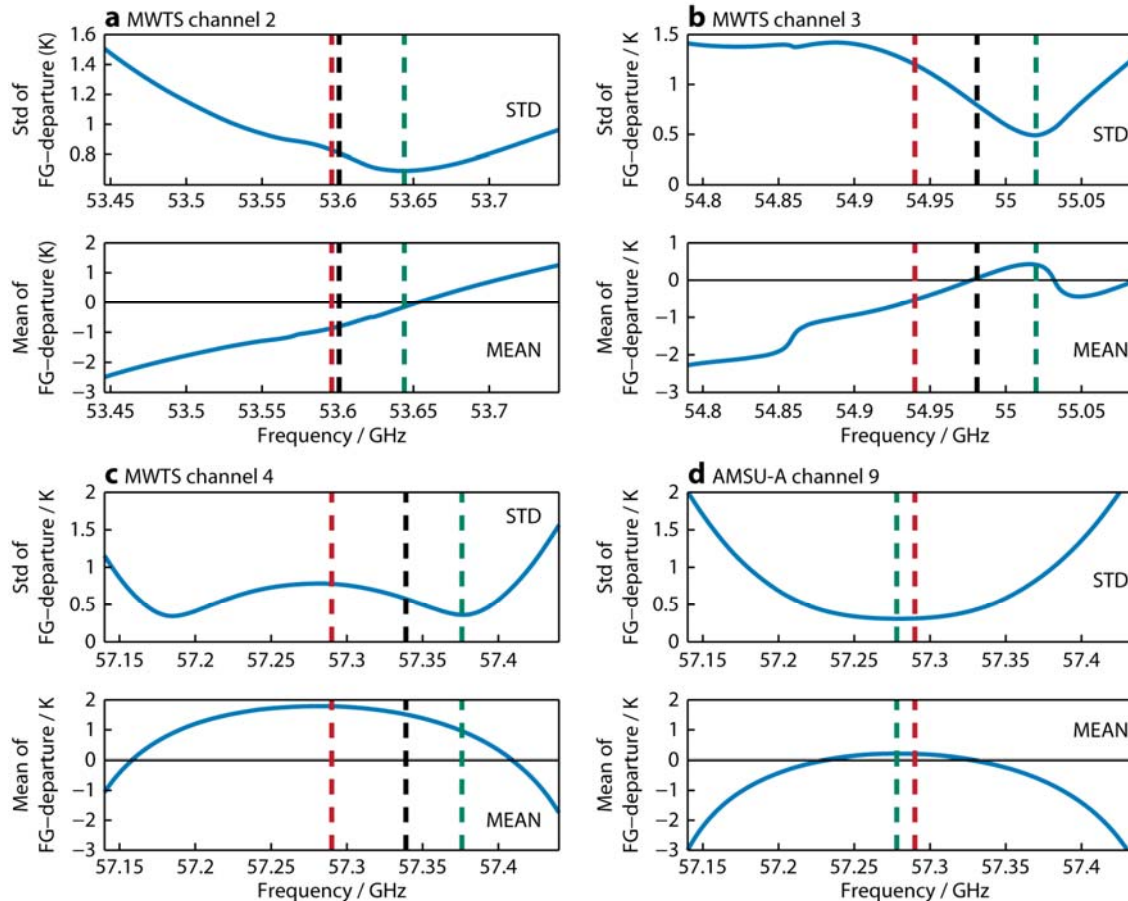 a MWTS channel 2
Std of
FG–departure (K)
1.6
1.4
1.2
1
0.8
STD
53.45 53.5 53.55 53.6 53.65 53.7
Mean of
FG–departure (K)
2
1
0
–1
–2
–3
MEAN
53.45 53.5 53.55 53.6 53.65 53.7
Frequency / GHz
b MWTS channel 3
Std of
FG–departure / K
1.5
1
0.5
0
STD
54.8 54.85 54.9 54.95 55 55.05
Mean of
FG–departure / K
1
0
–1
–2
–3
MEAN
54.8 54.85 54.9 54.95 55 55.05
Frequency / GHz
c MWTS channel 4
Std of
FG–departure / K
2
1.5
1
0.5
0
STD
57.15 57.2 57.25 57.3 57.35 57.4
Mean of
FG–departure / K
2
1
0
–1
–2
–3
MEAN
57.15 57.2 57.25 57.3 57.35 57.4
Frequency / GHz
d AMSU-A channel 9
Std of
FG–departure / K
2
1.5
1
0.5
0
STD
57.15 57.2 57.25 57.3 57.35 57.4
Mean of
FG–departure / K
2
1
0
–1
–2
–3
MEAN
57.15 57.2 57.25 57.3 57.35 57.4
Frequency / GHz